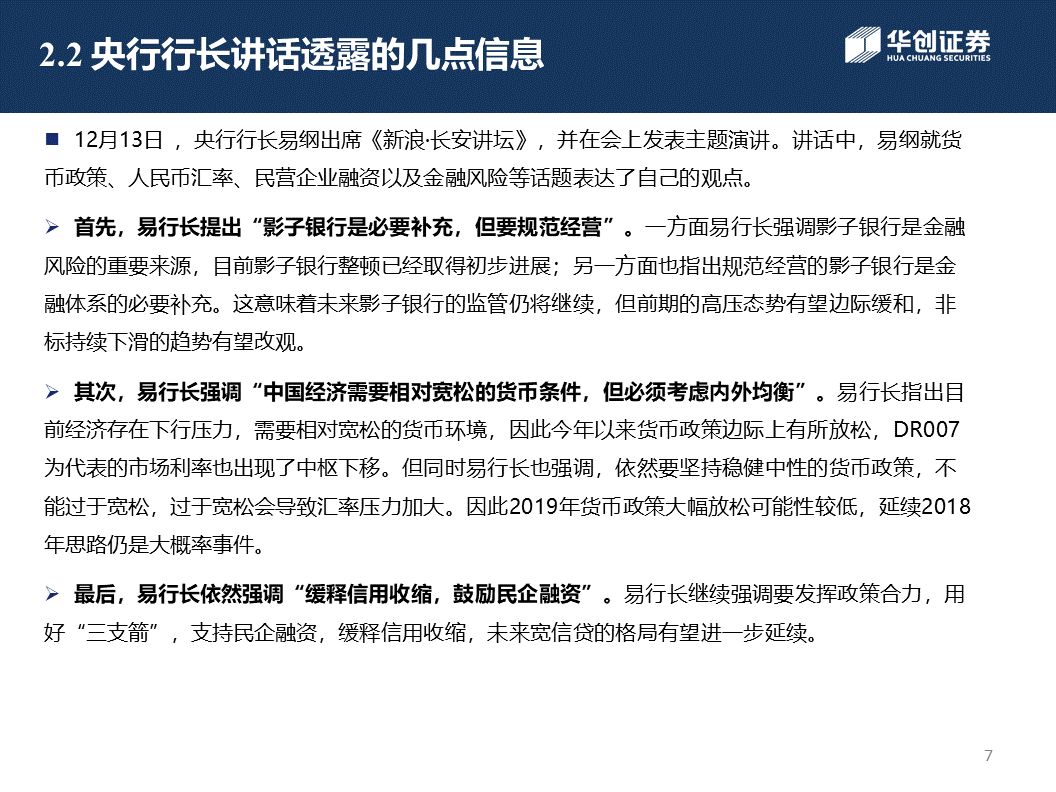 2.2 央行行长讲话透露的几点信息
华创证券
HUA CHUANG SECURITIES
■ 12月13日 ，央行行长易纲出席《新浪·长安讲坛》，并在会上发表主题演讲。讲话中，易纲就货
币政策、人民币汇率、民营企业融资以及金融风险等话题表达了自己的观点。
➢ 首先，易行长提出“影子银行是必要补充，但要规范经营”。一方面易行长强调影子银行是金融
风险的重要来源，目前影子银行整顿已经取得初步进展；另一方面也指出规范经营的影子银行是金
融体系的必要补充。这意味着未来影子银行的监管仍将继续，但前期的高压态势有望边际缓和，非
标持续下滑的趋势有望改观。
➢ 其次，易行长强调“中国经济需要相对宽松的货币条件，但必须考虑内外均衡”。易行长指出目
前经济存在下行压力，需要相对宽松的货币环境，因此今年以来货币政策边际上有所放松，DR007
为代表的市场利率也出现了中枢下移。但同时易行长也强调，依然要坚持稳健中性的货币政策，不
能过于宽松，过于宽松会导致汇率压力加大。因此2019年货币政策大幅放松可能性较低，延续2018
年思路仍是大概率事件。
➢ 最后，易行长依然强调“缓释信用收缩，鼓励民企融资”。易行长继续强调要发挥政策合力，用
好“三支箭”，支持民企融资，缓释信用收缩，未来宽信贷的格局有望进一步延续。
7